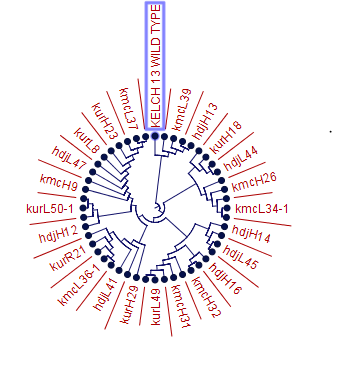 KELCH 13 WILD TYPE
kmcL39
hdjH13
kurH18
hdjL44
kmcH26
kmcL34-1
hdjH14
hdjL45
hdjH16
kmcH32
kmcH31
kurL49
kurH29
hdjL41
kmcL36-1
kurR21
hdjH12
kurL50-1
kmcH9
hdjL47
kurL8
kurH23
kmcL37